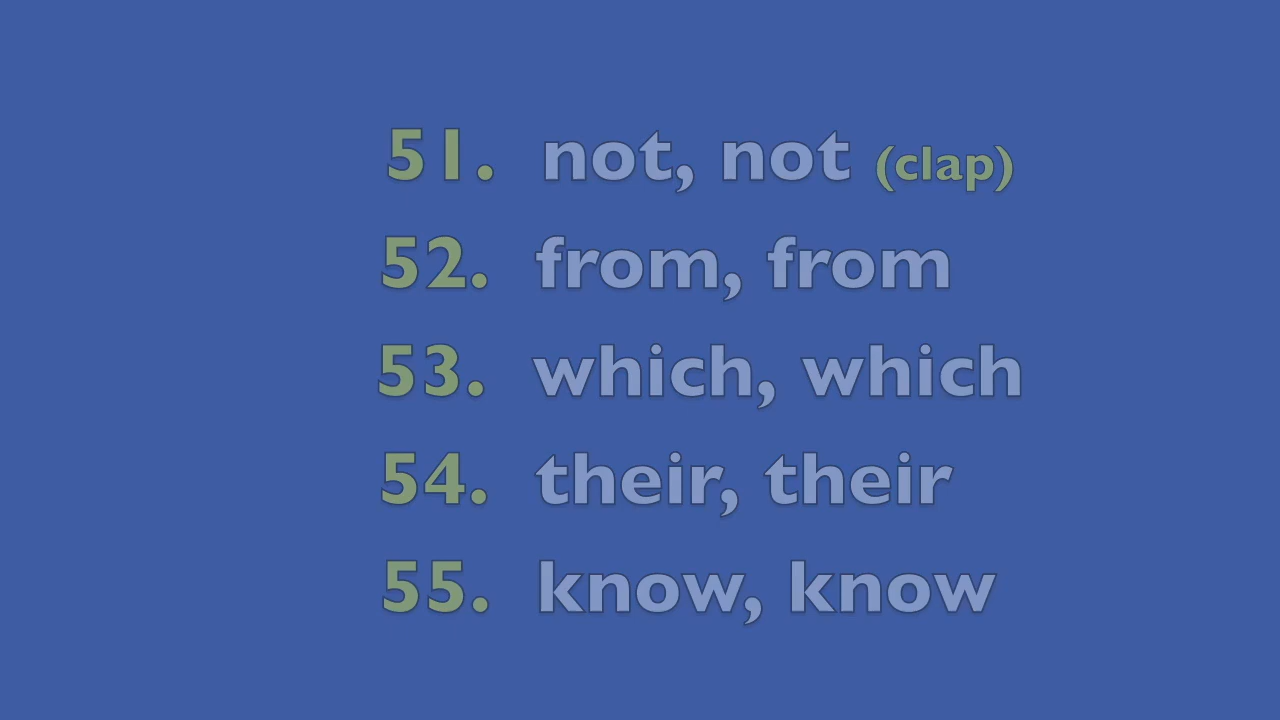 51. not, not (clap)
52. from, from
53. which, which
54. their, their
55. know, know